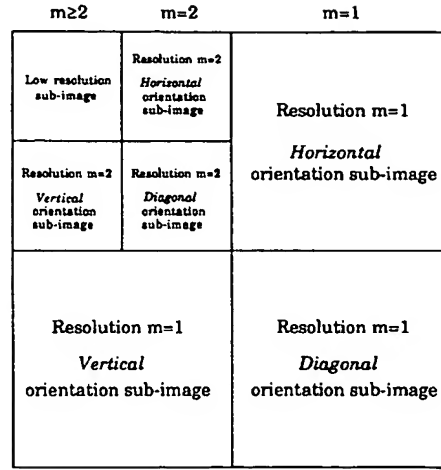 m≥2 m=2 m=1
Low resolution
sub-image
Resolution m=2
Horizontal
orientation
sub-image
Resolution m=1
Horizontal
orientation sub-image
Resolution m=2
Vertical
orientation
sub-image
Resolution m=2
Diagonal
orientation
sub-image
Resolution m=1
Vertical
orientation sub-image
Resolution m=1
Diagonal
orientation sub-image